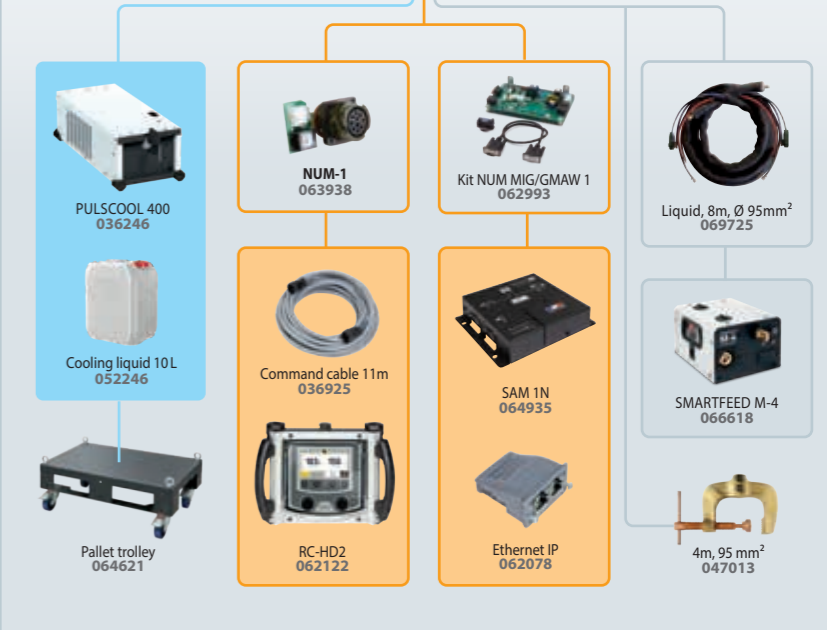 PULSCOOL 400
036246
Cooling liquid 10 L
052246
Pallet trolley
064621
NUM-1
063938
Command cable 11m
036925
RC-HD2
062122
Kit NUM MIG/GMAW 1
062993
SAM 1N
064935
Ethernet IP
062078
Liquid, 8m, Ø 95mm²
069725
SMARTFEED M-4
066618
4m, 95 mm²
047013